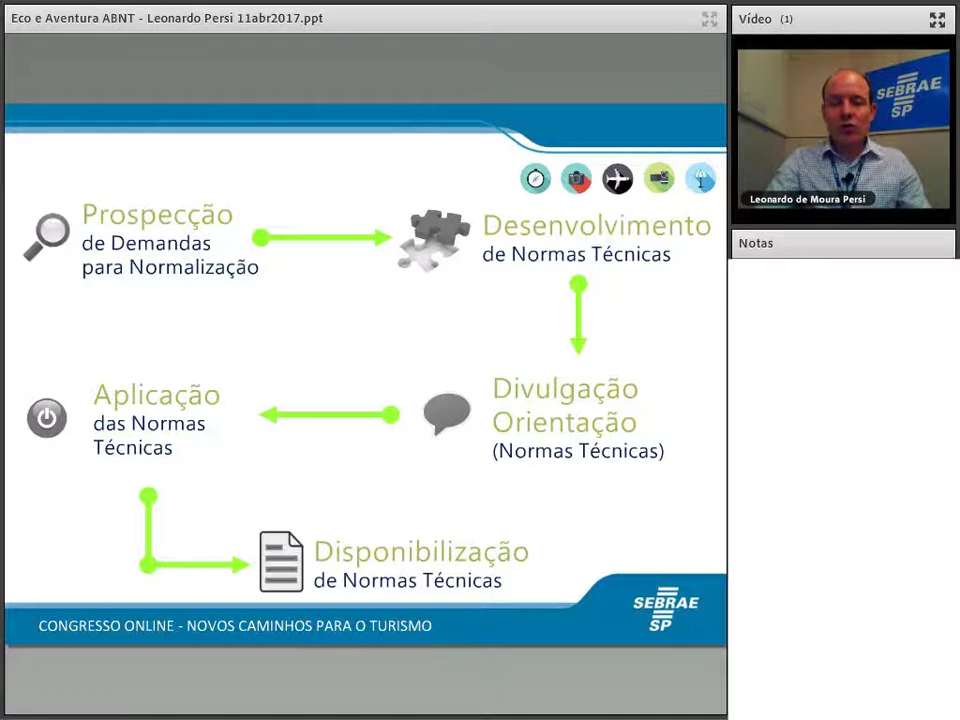 Eco e Aventura ABNT - Leonardo Persi 11abr2017.ppt
Vídeo (1)
SEBRAE
SP
Leonardo de Moura Persi
Notas
Prospecção
de Demandas
para Normalização
Desenvolvimento
de Normas Técnicas
Aplicação
das Normas
Técnicas
Divulgação
Orientação
(Normas Técnicas)
Disponibilização
de Normas Técnicas
CONGRESSO ONLINE - NOVOS CAMINHOS PARA O TURISMO
SEBRAE
SP